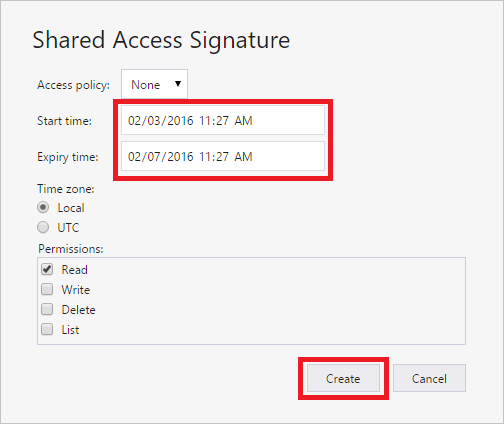 Shared Access Signature
Access policy: None
Start time: 02/03/2016 11:27 AM
Expiry time: 02/07/2016 11:27 AM
Time zone:
Local
UTC
Permissions:
Read
Write
Delete
List
Create Cancel